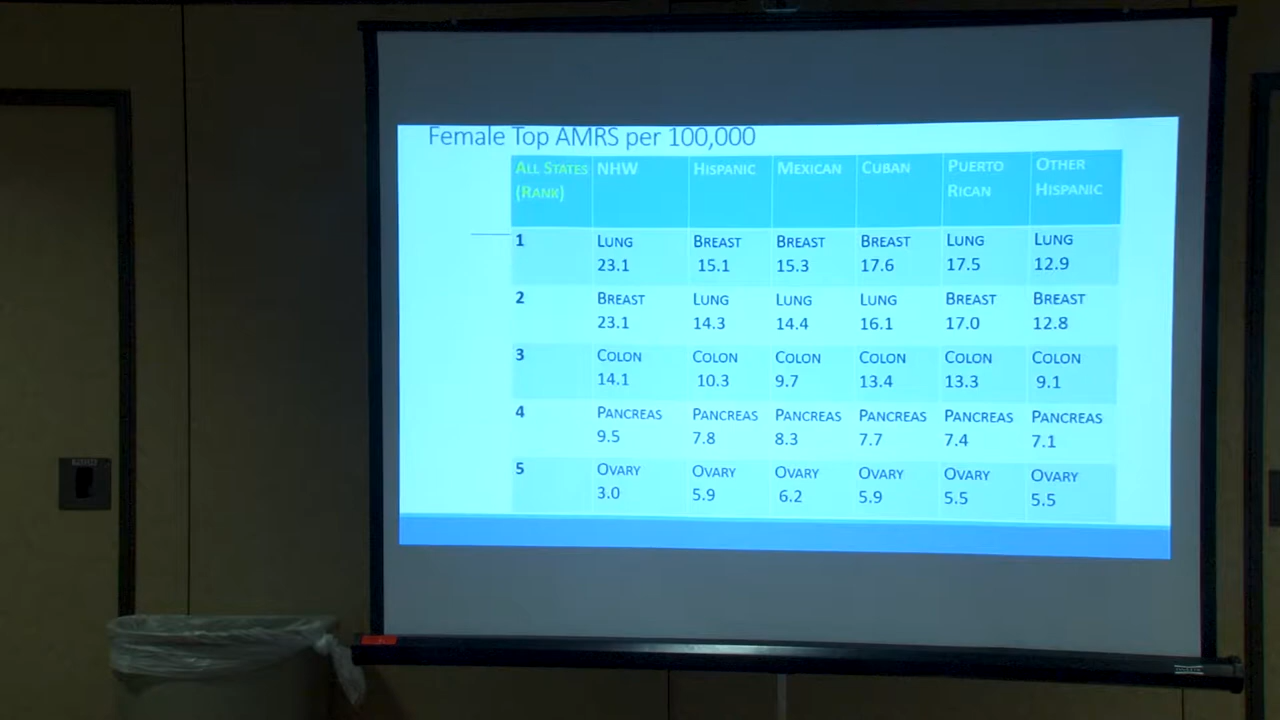 Female Top AMRS per 100,000
ALL STATES (RANK) NHW HISPANIC MEXICAN CUBAN PUERTO RICAN OTHER HISPANIC
1 LUNG 23.1 BREAST 15.1 BREAST 15.3 BREAST 17.6 LUNG 17.5 LUNG 12.9
2 BREAST 23.1 LUNG 14.3 LUNG 14.4 LUNG 16.1 BREAST 17.0 BREAST 12.8
3 COLON 14.1 COLON 10.3 COLON 9.7 COLON 13.4 COLON 13.3 COLON 9.1
4 PANCREAS 9.5 PANCREAS 7.8 PANCREAS 8.3 PANCREAS 7.7 PANCREAS 7.4 PANCREAS 7.1
5 OVARY 3.0 OVARY 5.9 OVARY 6.2 OVARY 5.9 OVARY 5.5 OVARY 5.5